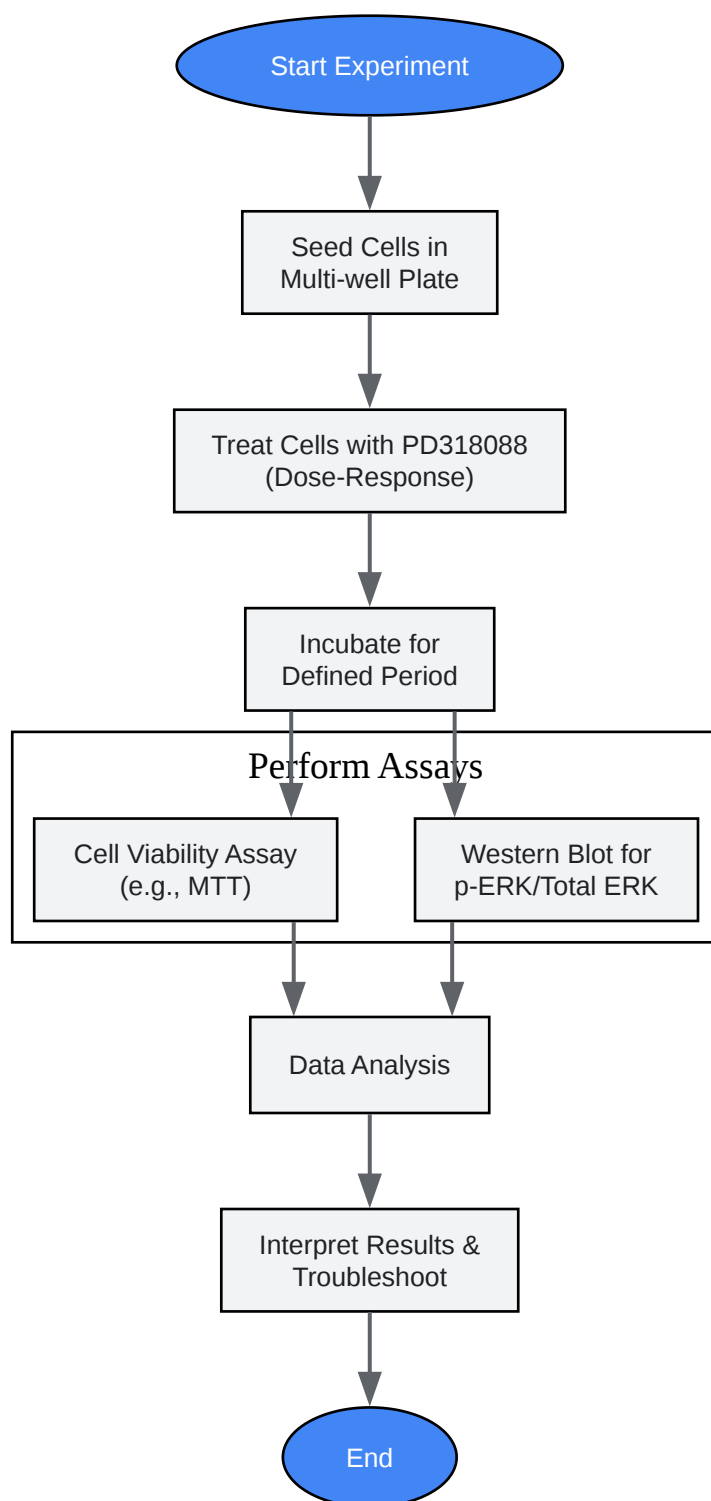 Start Experiment
Seed Cells in
Multi-well Plate
Treat Cells with PD318088
(Dose-Response)
Incubate for
Defined Period
Perform Assays
Cell Viability Assay
(e.g., MTT)
Western Blot for
p-ERK/Total ERK
Data Analysis
Interpret Results &
Troubleshoot
End